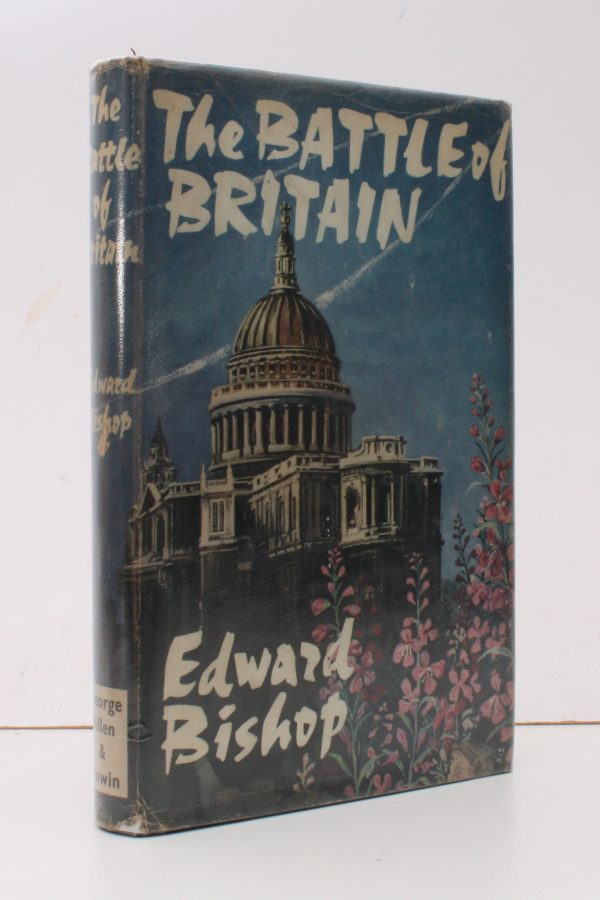 The BATTLE of
BRITAIN
Edward
Bishop
The
Battle
of
Britain
Edward
Bishop
George
Allen
&
Unwin